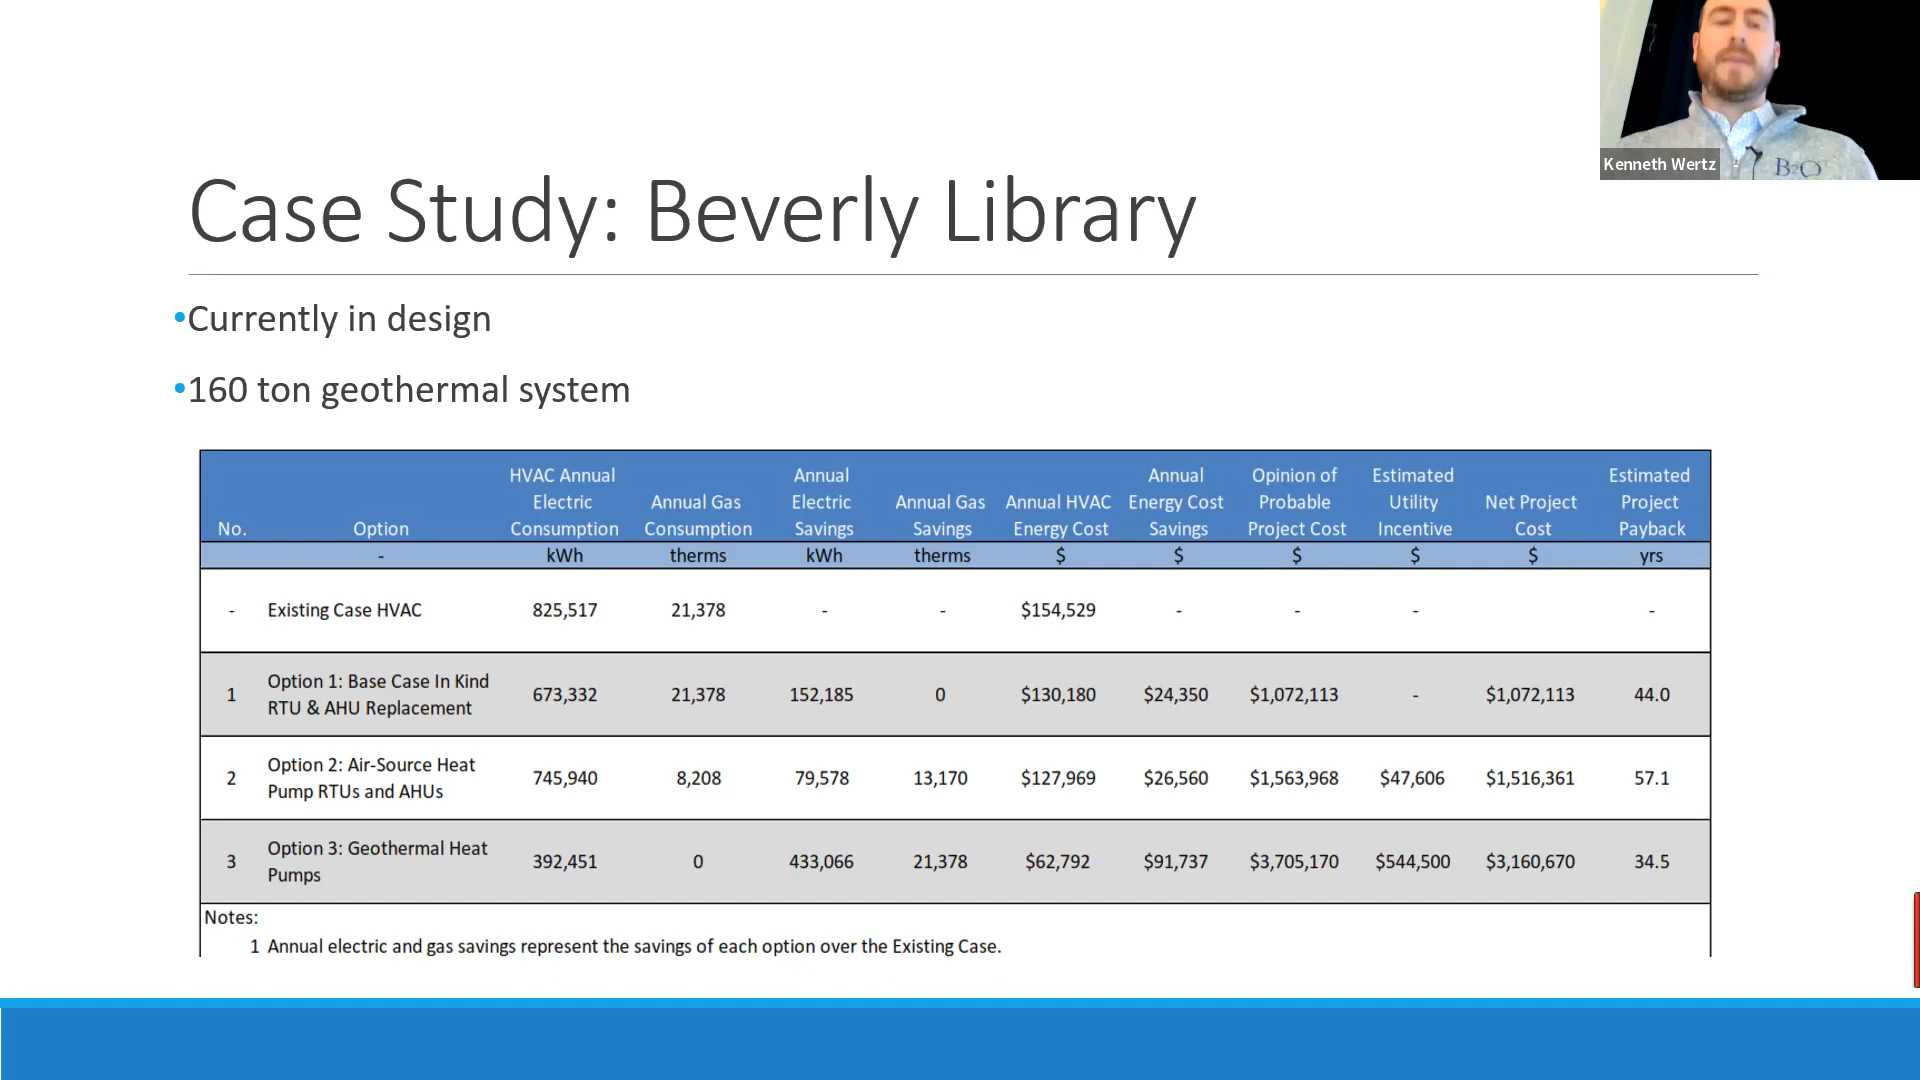 Kenneth Wertz
B2O
Case Study: Beverly Library
•Currently in design
•160 ton geothermal system
No. Option HVAC Annual Electric Consumption Annual Gas Consumption Annual Electric Savings Annual Gas Savings Annual HVAC Energy Cost Annual Energy Cost Savings Opinion of Probable Project Cost Estimated Utility Incentive Net Project Cost Estimated Project Payback
- kWh therms kWh therms $ $ $ $ $ yrs
- Existing Case HVAC 825,517 21,378 - - $154,529 - - - -
1 Option 1: Base Case In Kind RTU & AHU Replacement 673,332 21,378 152,185 0 $130,180 $24,350 $1,072,113 - $1,072,113 44.0
2 Option 2: Air-Source Heat Pump RTUs and AHUs 745,940 8,208 79,578 13,170 $127,969 $26,560 $1,563,968 $47,606 $1,516,361 57.1
3 Option 3: Geothermal Heat Pumps 392,451 0 433,066 21,378 $62,792 $91,737 $3,705,170 $544,500 $3,160,670 34.5
Notes:
1 Annual electric and gas savings represent the savings of each option over the Existing Case.